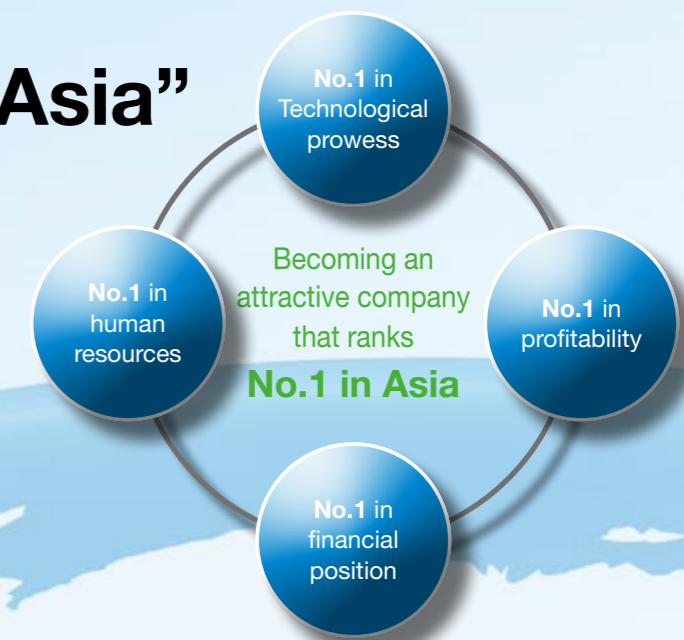 Asia”
No.1 in
Technological
prowess
No.1 in
human
resources
Becoming an
attractive company
that ranks
No.1 in Asia
No.1 in
profitability
No.1 in
financial
position